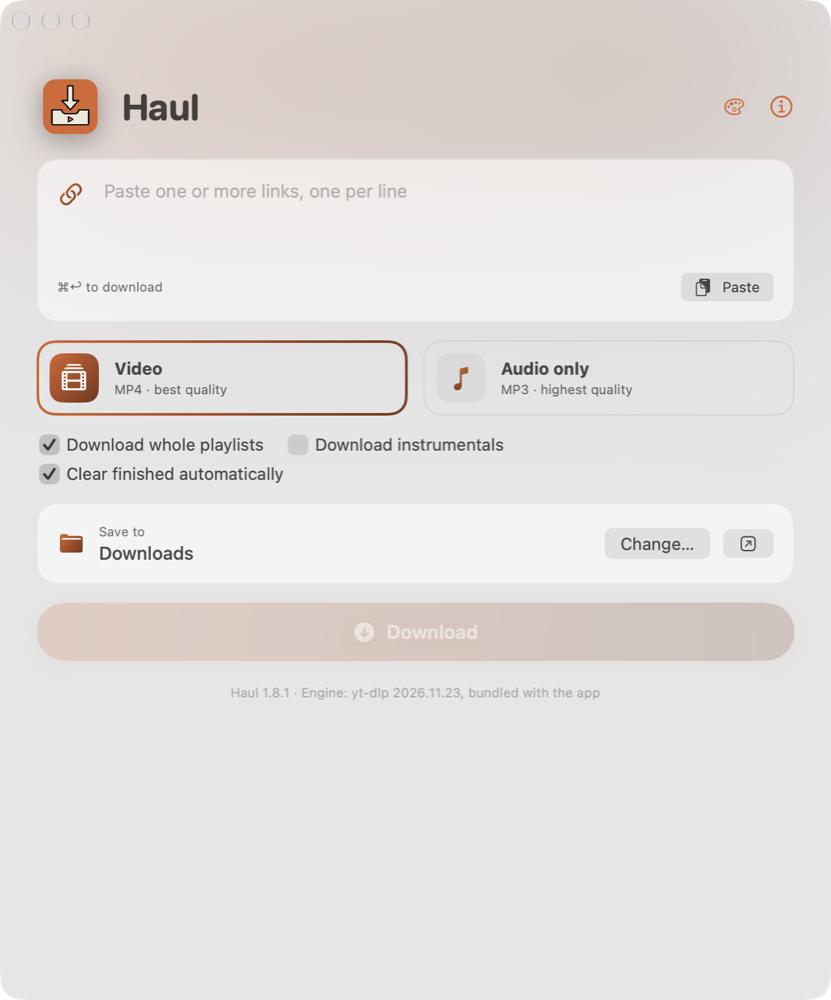 Haul
Paste one or more links, one per line
⌘↩ to download
Paste
Video
MP4 · best quality
Audio only
MP3 · highest quality
Download whole playlists
Download instrumentals
Clear finished automatically
Save to
Downloads
Change...
Download
Haul 1.8.1 · Engine: yt-dlp 2026.11.23, bundled with the app